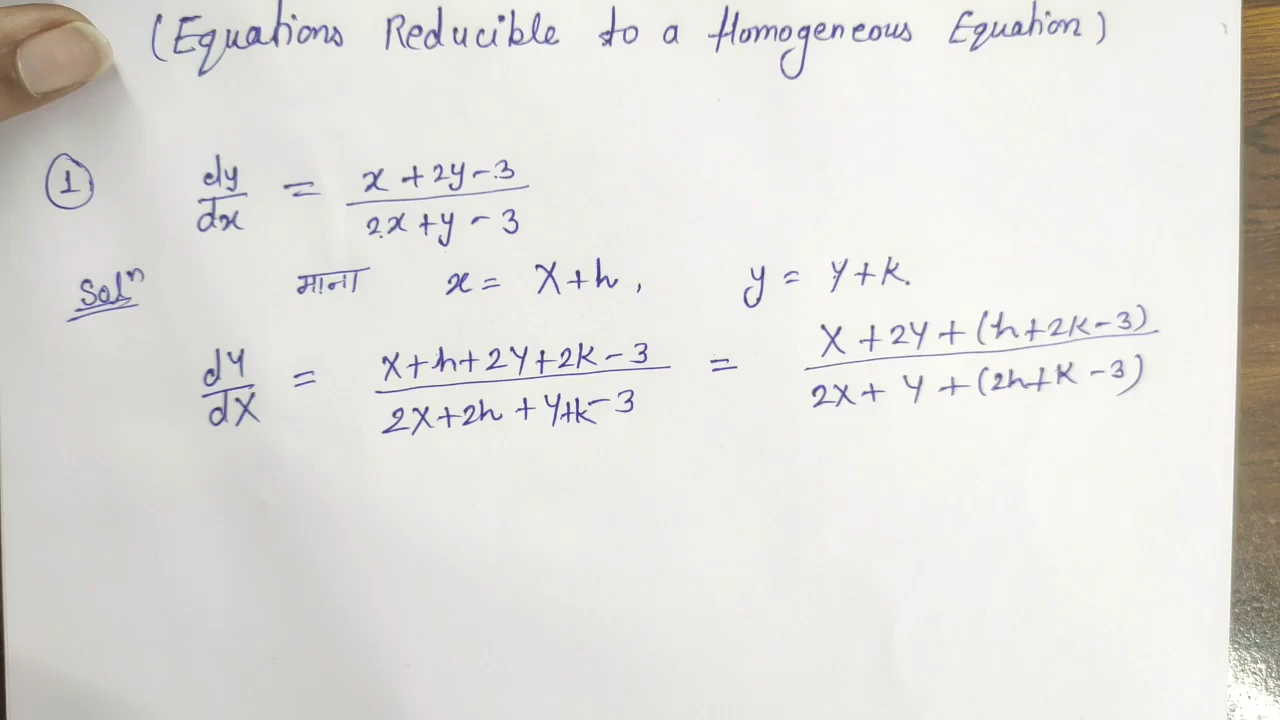 (Equations Reducible to a Homogeneous Equation)
① dy/dx = (x + 2y - 3)/(2x + y - 3)
Solⁿ माना x = X + h, y = Y + k.
dY/dX = (X + h + 2Y + 2k - 3)/(2X + 2h + Y + k - 3) = (X + 2Y + (h + 2k - 3))/(2X + Y + (2h + k - 3))